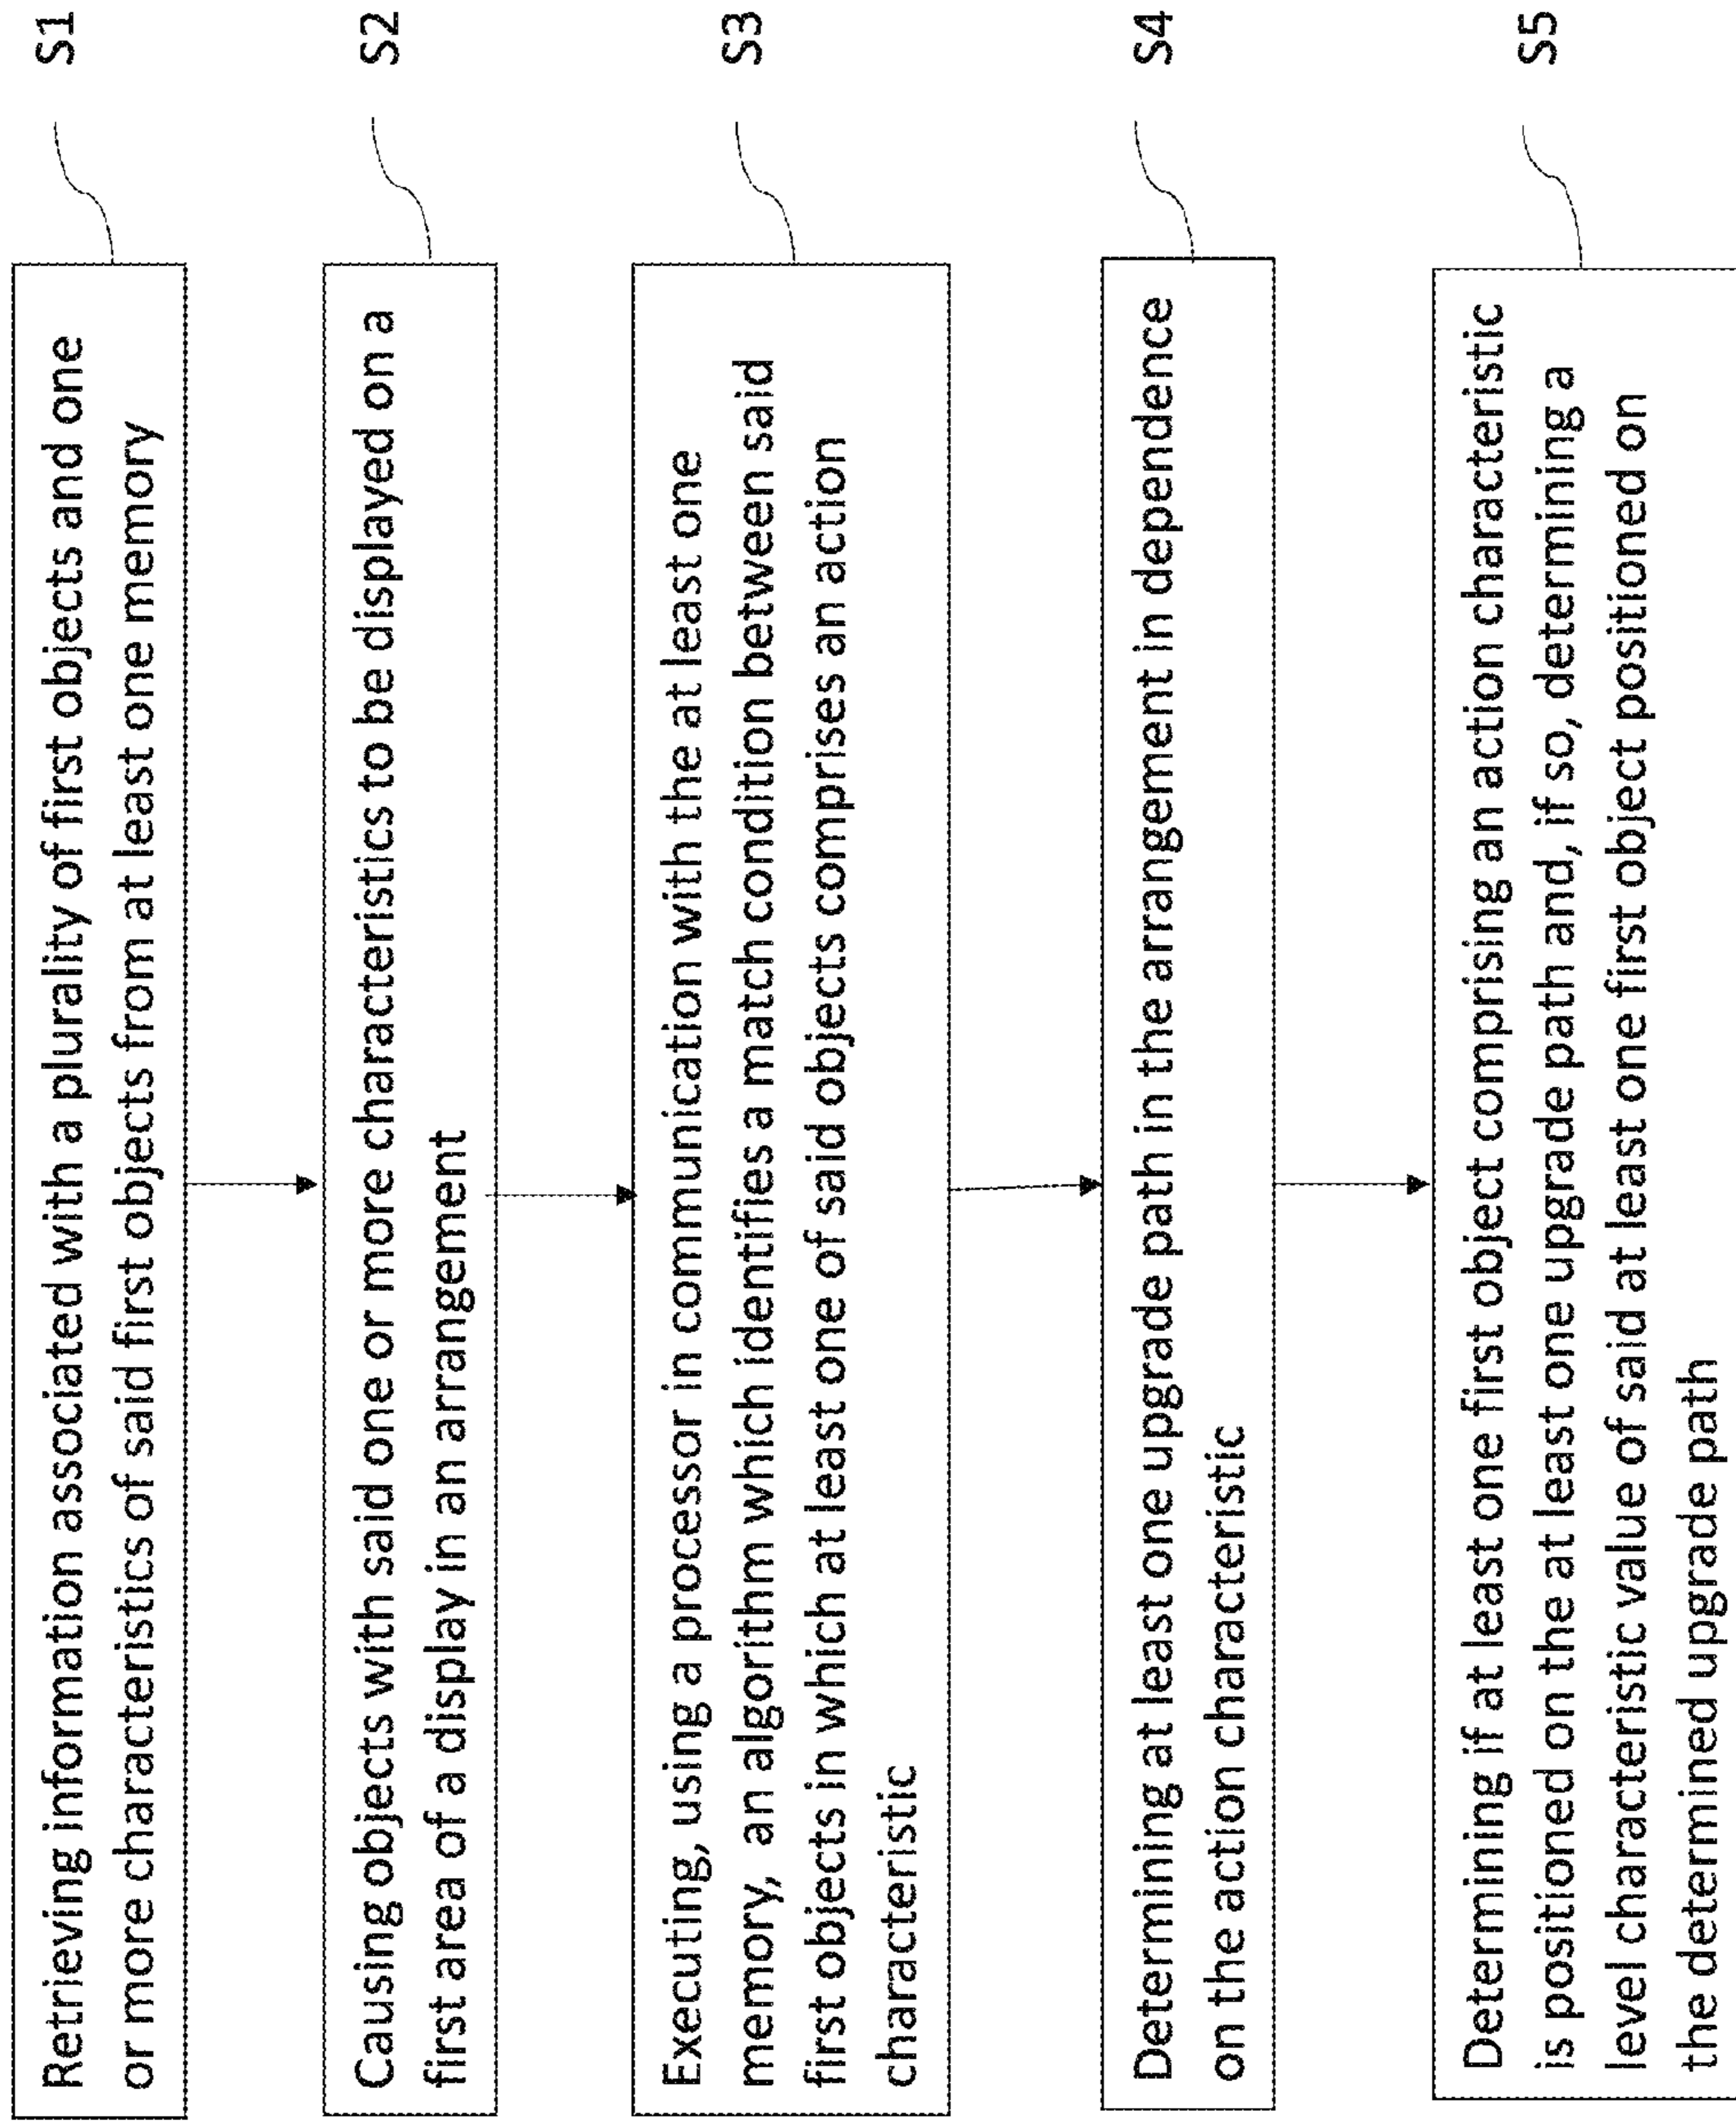 Retrieving information associated with a plurality of first objects and one
or more characteristics of said first objects from at least one memory
S1
Causing objects with said one or more characteristics to be displayed on a
first area of a display in an arrangement
S2
Executing, using a processor in communication with the at least one
memory, an algorithm which identifies a match condition between said
first objects in which at least one of said objects comprises an action
characteristic
S3
Determining at least one upgrade path in the arrangement in dependence
on the action characteristic
S4
Determining if at least one first object comprising an action characteristic
is positioned on the at least one upgrade path and, if so, determining a
level characteristic value of said at least one first object positioned on
the determined upgrade path
S5